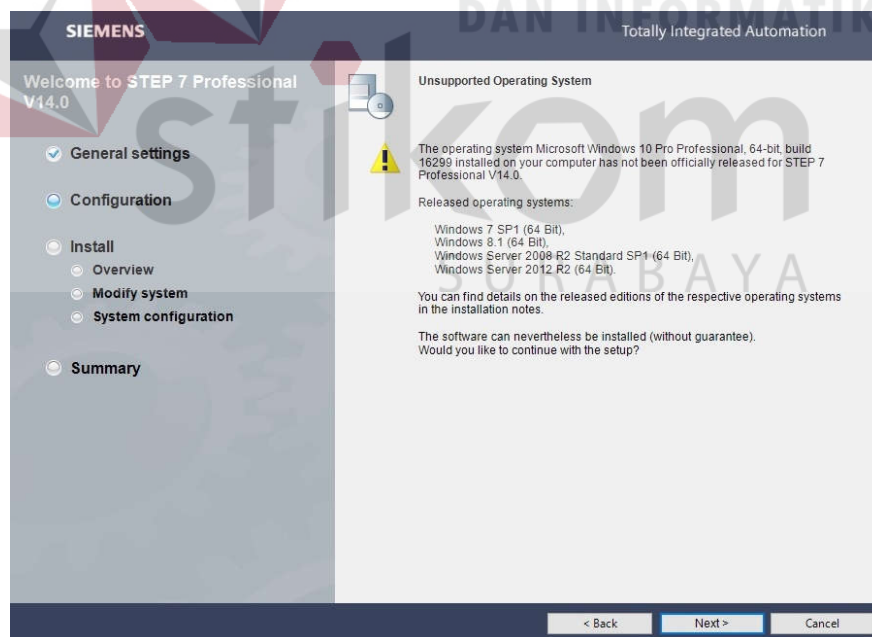 DAN INFORMATIKA
SIEMENS
Totally Integrated Automation
Welcome to STEP 7 Professional
V14.0
General settings
Configuration
Install
Overview
Modify system
System configuration
Summary
Unsupported Operating System
The operating system Microsoft Windows 10 Pro Professional, 64-bit, build
16299 installed on your computer has not been officially released for STEP 7
Professional V14.0.
Released operating systems:
Windows 7 SP1 (64 Bit),
Windows 8.1 (64 Bit),
Windows Server 2008 R2 Standard SP1 (64 Bit),
Windows Server 2012 R2 (64 Bit).
You can find details on the released editions of the respective operating systems
in the installation notes.
The software can nevertheless be installed (without guarantee).
Would you like to continue with the setup?
stikom
SURABAYA
< Back
Next >
Cancel